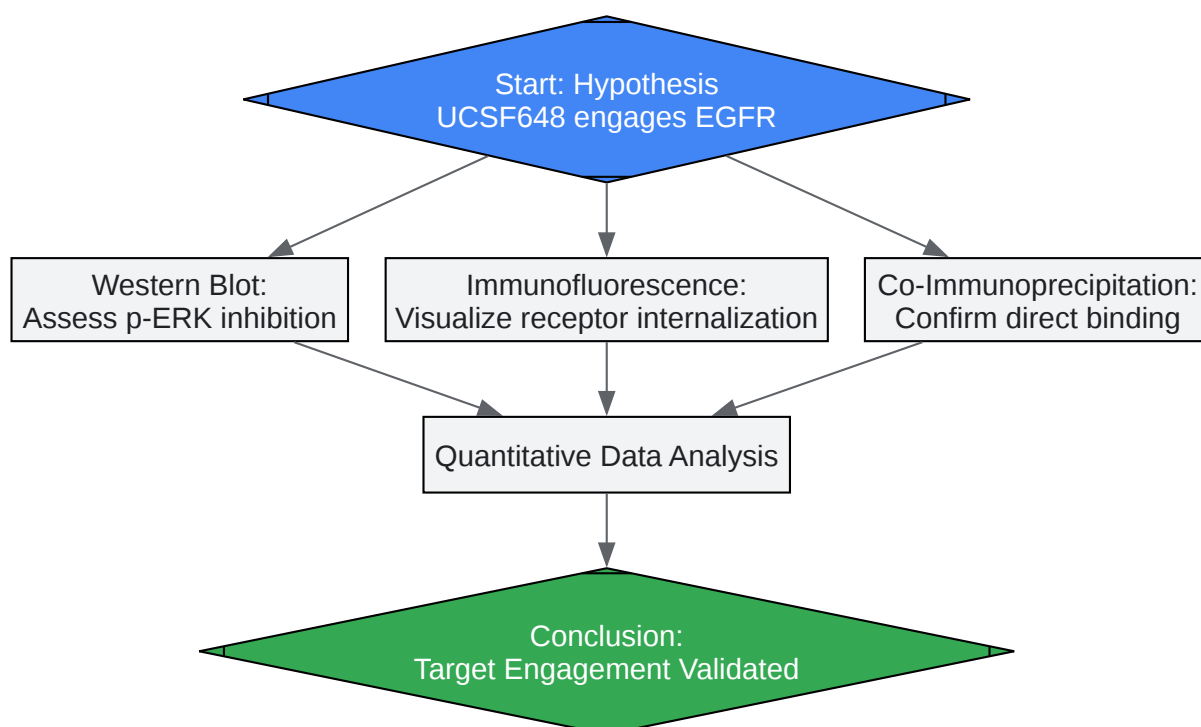 Start: Hypothesis
UCSF648 engages EGFR
Western Blot:
Assess p-ERK inhibition
Immunofluorescence:
Visualize receptor internalization
Co-Immunoprecipitation:
Confirm direct binding
Quantitative Data Analysis
Conclusion:
Target Engagement Validated